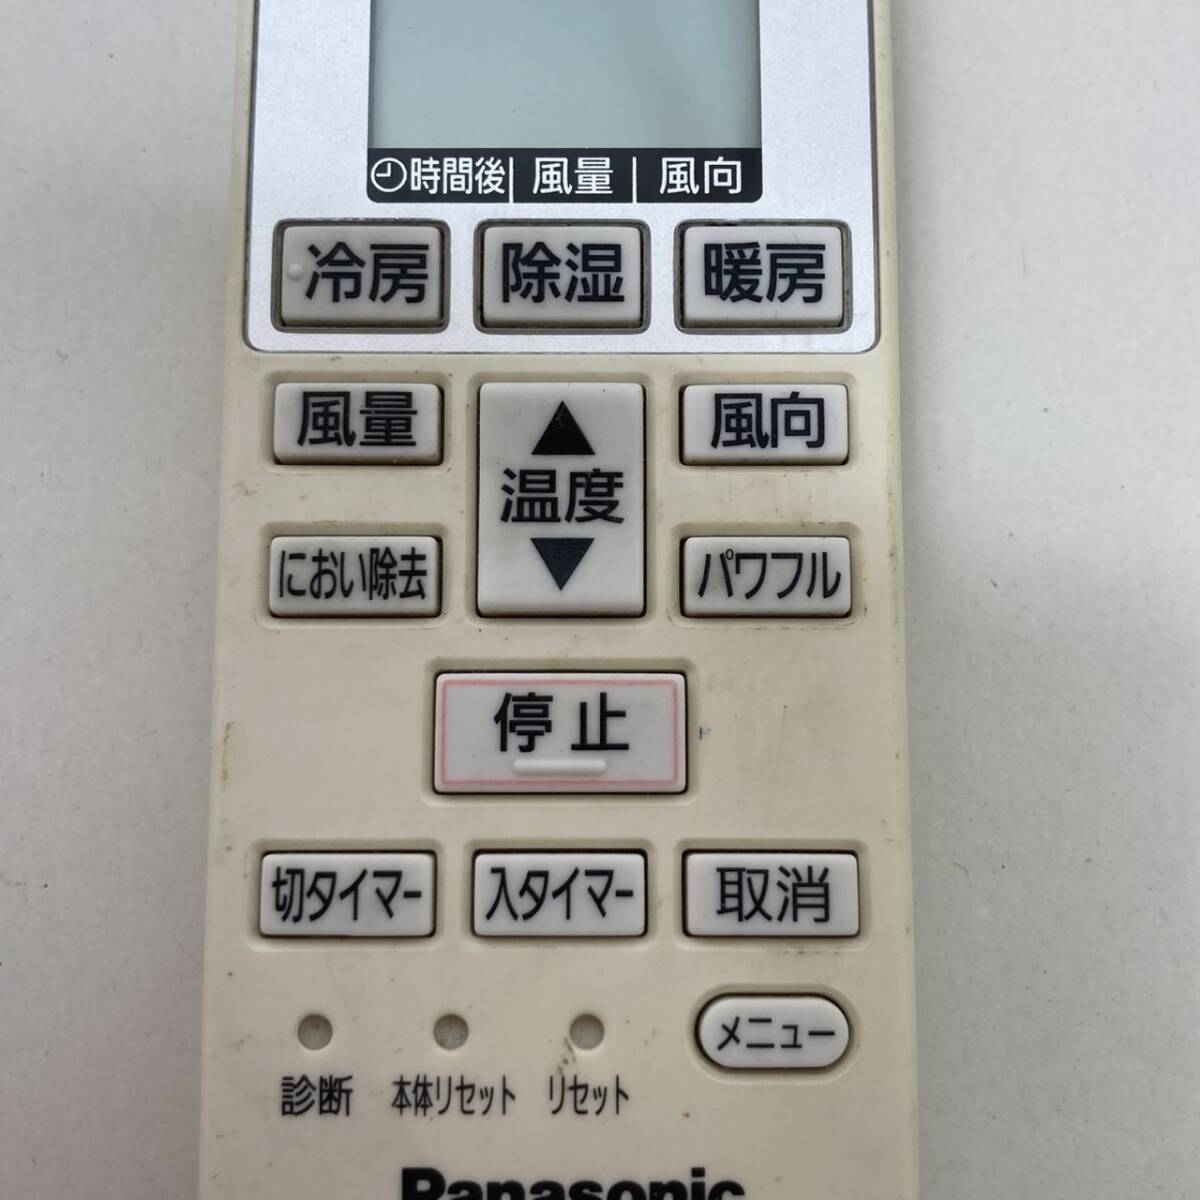 時間後 風量 風向
冷房 除湿 暖房
風量 風向
温度
におい除去 パワフル
停止
切タイマー 入タイマー 取消
メニュー
診断 本体リセット リセット
Panasonic